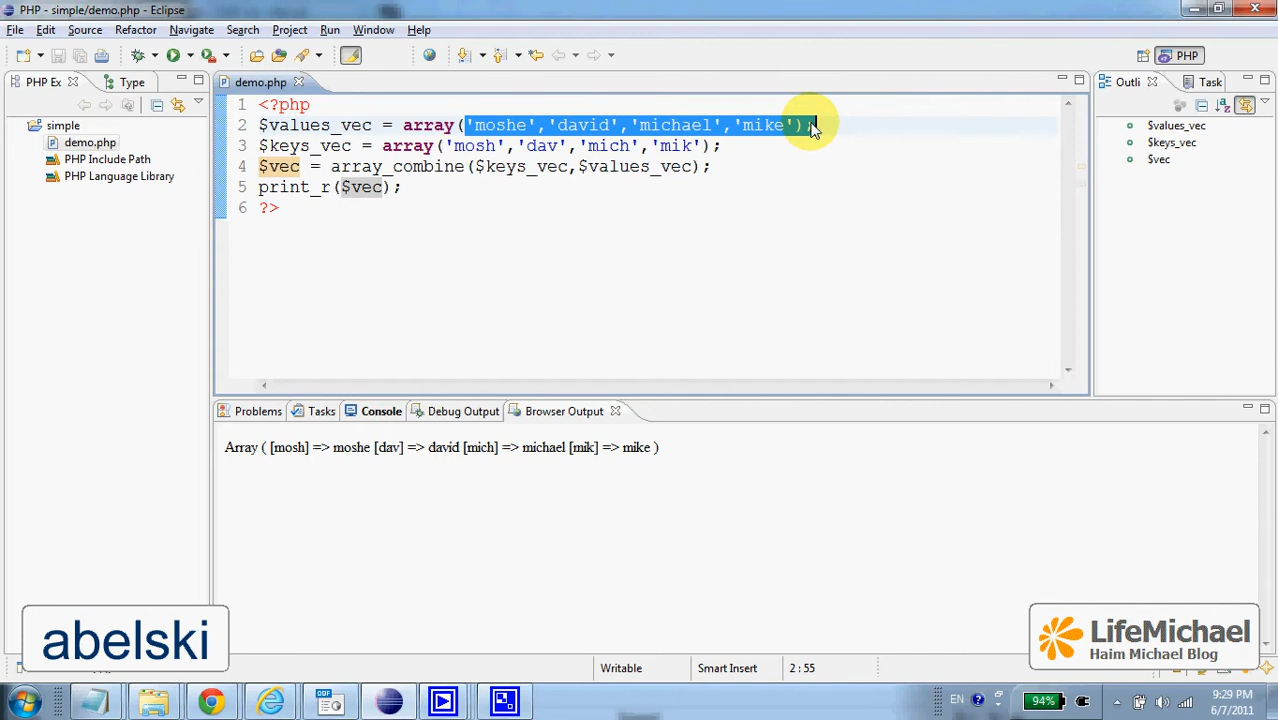 PHP - simple/demo.php - Eclipse
File Edit Source Refactor Navigate Search Project Run Window Help
PHP
PHP Ex Type
demo.php
Outli Task
simple
demo.php
PHP Include Path
PHP Language Library
1 <?php
2 $values_vec = array('moshe','david','michael','mike');
3 $keys_vec = array('mosh','dav','mich','mik');
4 $vec = array_combine($keys_vec,$values_vec);
5 print_r($vec);
6 ?>
$values_vec
$keys_vec
$vec
Problems Tasks Console Debug Output Browser Output
Array ( [mosh] => moshe [dav] => david [mich] => michael [mik] => mike )
abelski
LifeMichael
Haim Michael Blog
Writable Smart Insert 2 : 55
ODF
EN 94% 9:29 PM
6/7/2011